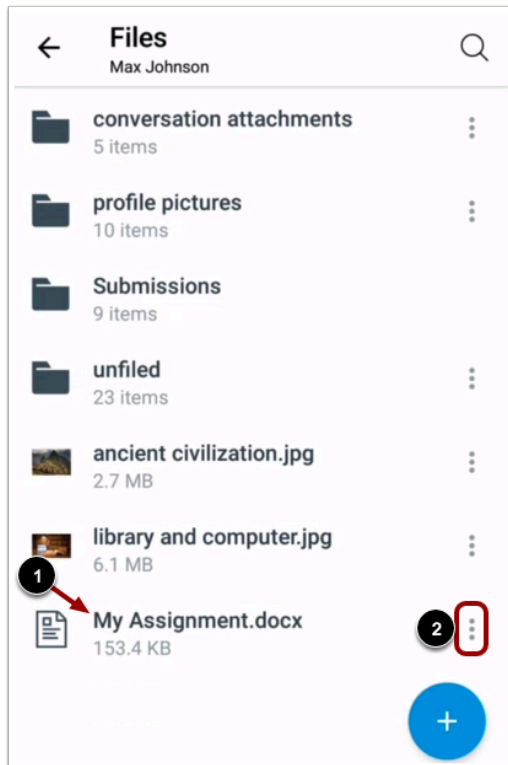 Files
Max Johnson
conversation attachments
5 items
profile pictures
10 items
Submissions
9 items
unfiled
23 items
ancient civilization.jpg
2.7 MB
library and computer.jpg
6.1 MB
1
My Assignment.docx
2
153.4 KB